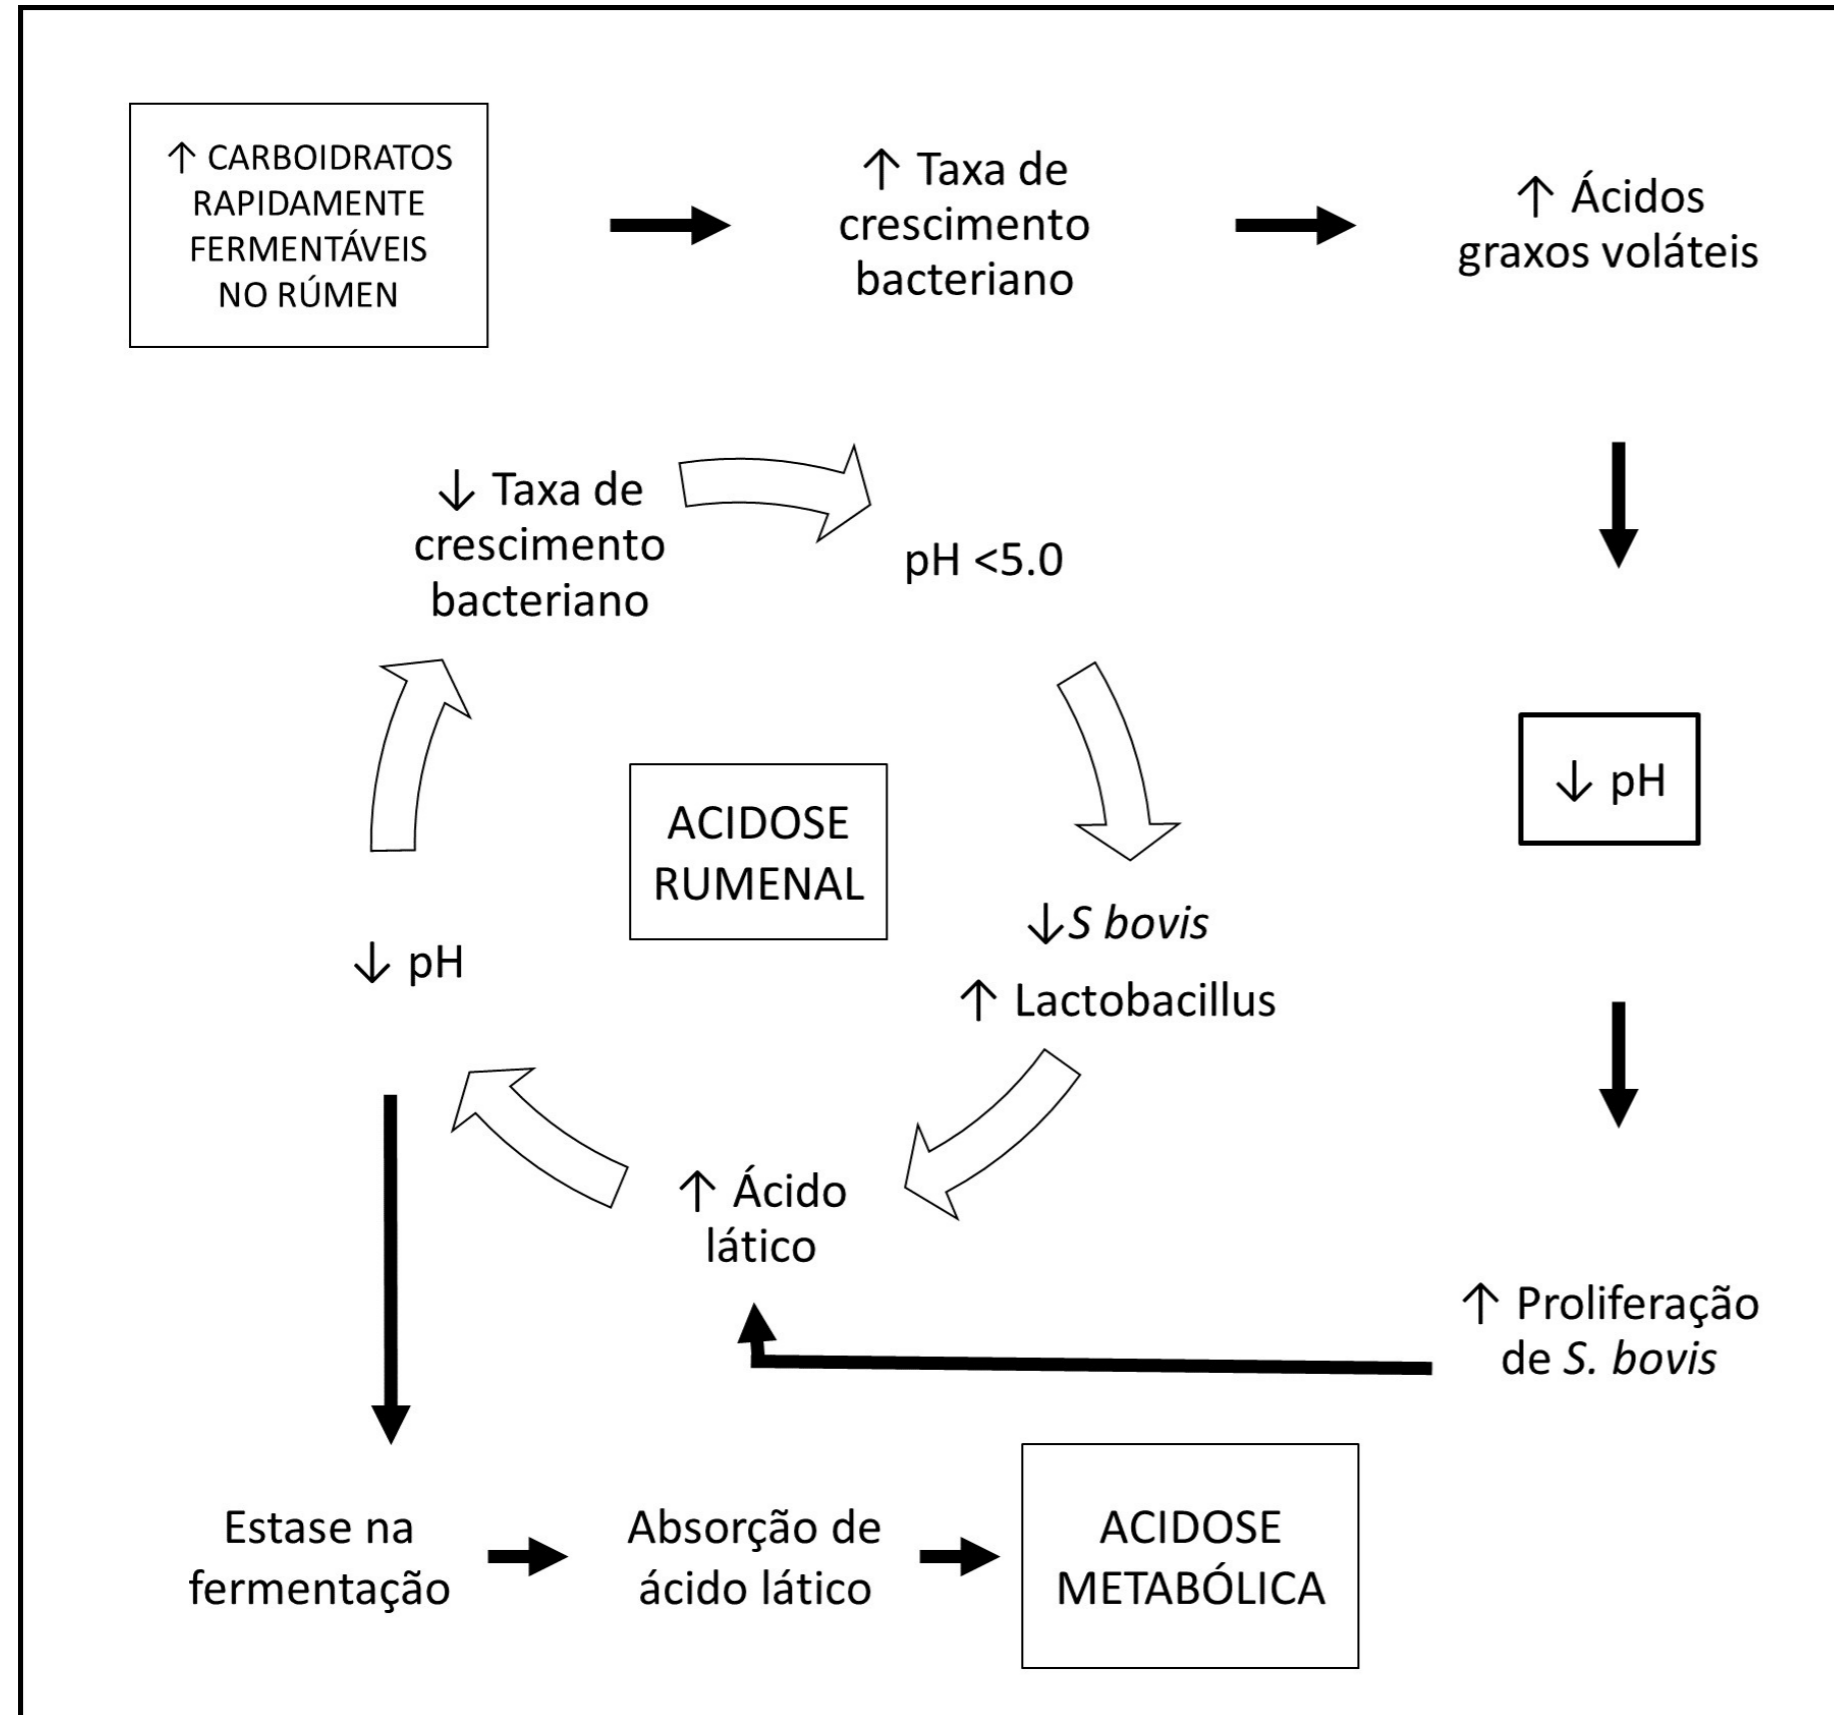 ↑ CARBOIDRATOS
RAPIDAMENTE
FERMENTÁVEIS
NO RÚMEN
↑ Taxa de
crescimento
bacteriano
↑ Ácidos
graxos voláteis
↓ pH
↑ Proliferação
de S. bovis
↓ Taxa de
crescimento
bacteriano
pH <5.0
↓S bovis
↑ Lactobacillus
↑ Ácido
lático
↓ pH
ACIDOSE
RUMENAL
Estase na
fermentação
Absorção de
ácido lático
ACIDOSE
METABÓLICA